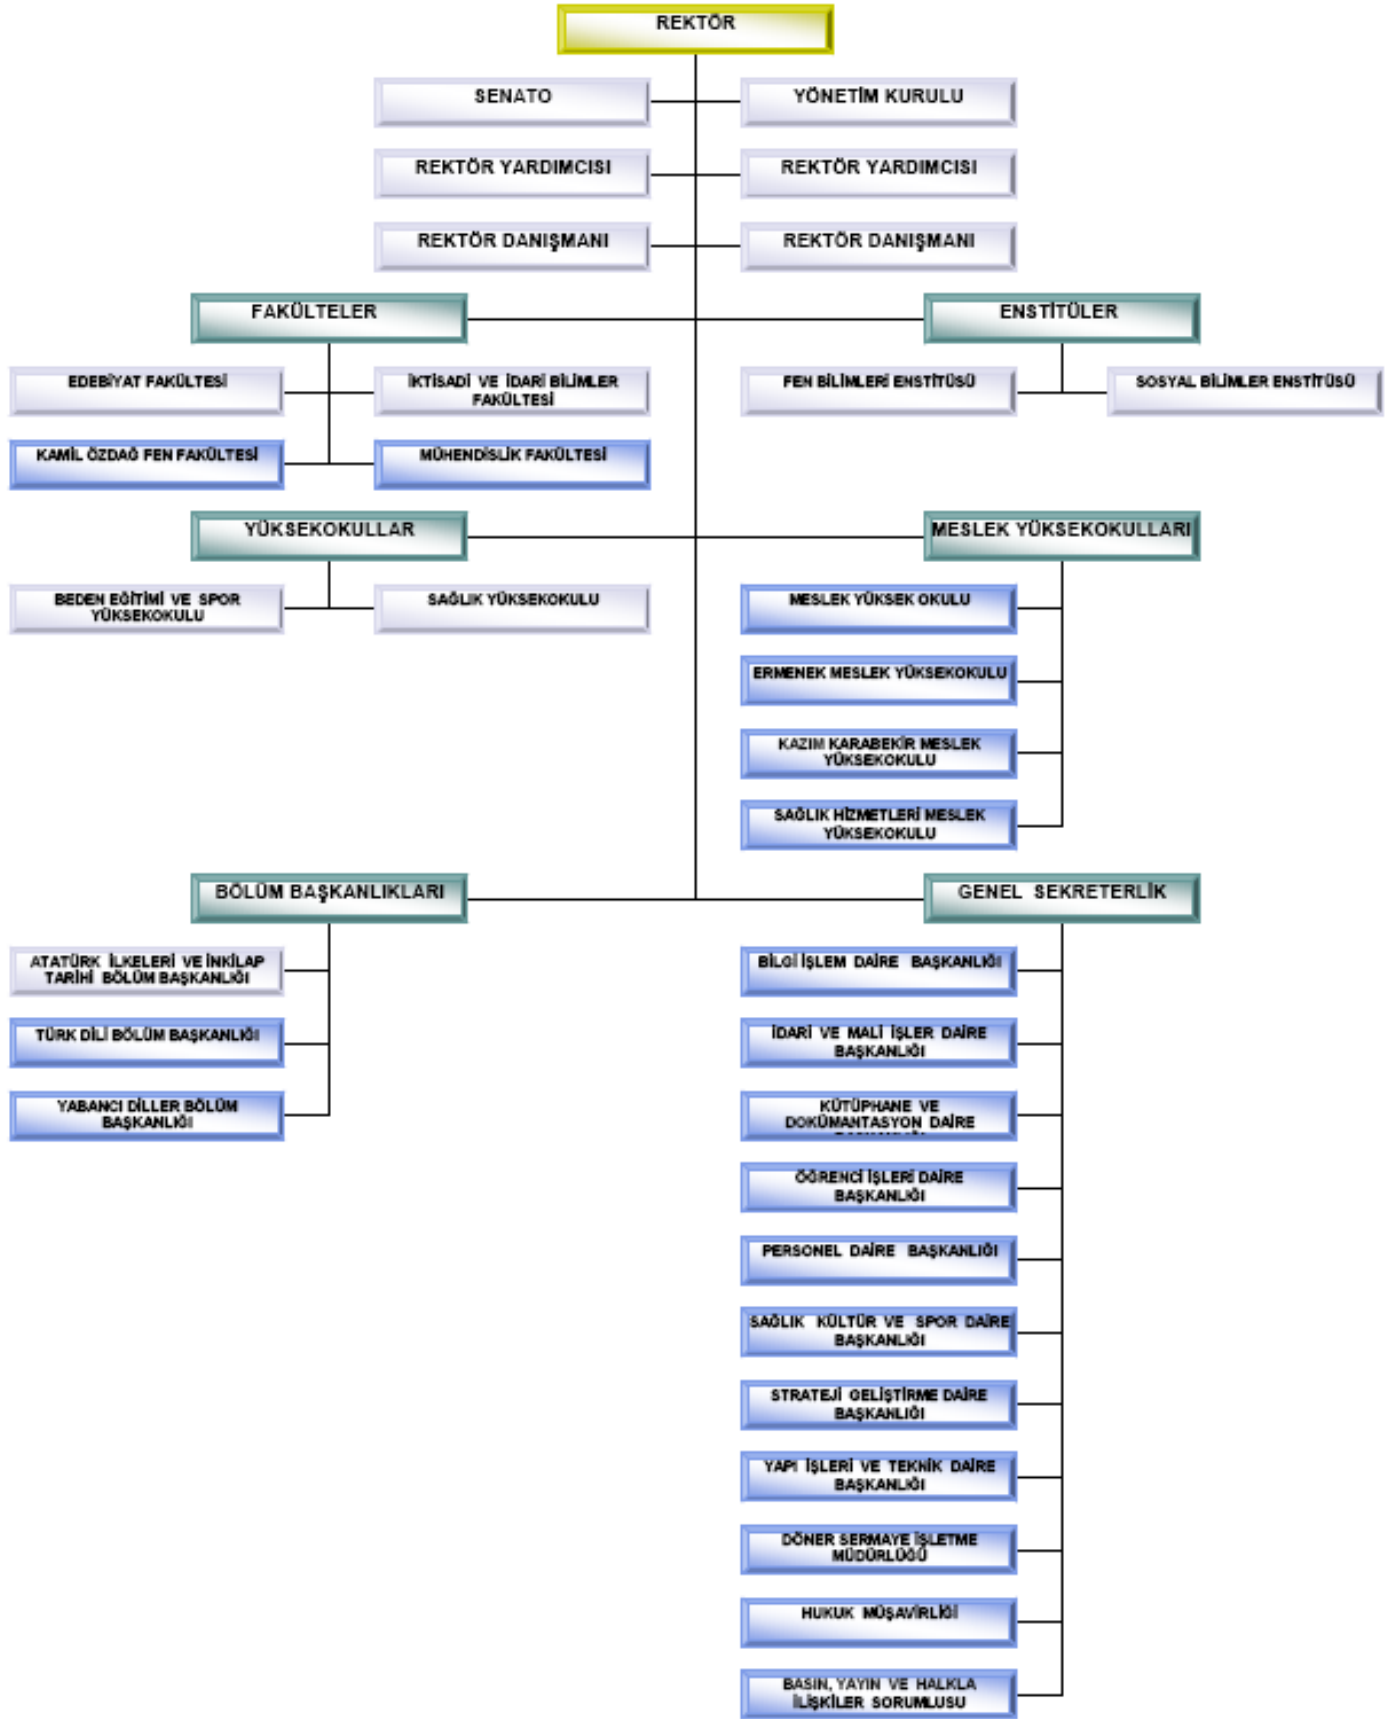 REKTÖR
SENATO
YÖNETİM KURULU
REKTÖR YARDIMCISI
REKTÖR YARDIMCISI
REKTÖR DANIŞMANI
REKTÖR DANIŞMANI
FAKÜLTELER
ENSTİTÜLER
EDEBİYAT FAKÜLTESİ
İKTİSADİ VE İDARİ BİLİMLER
FAKÜLTESİ
FEN BİLİMLERİ ENSTİTÜSÜ
SOSYAL BİLİMLER ENSTİTÜSÜ
KAMİL ÖZDAĞ FEN FAKÜLTESİ
MÜHENDİSLİK FAKÜLTESİ
YÜKSEKOKULLAR
MESLEK YÜKSEKOKULLARI
BEDEN EĞİTİMİ VE SPOR
YÜKSEKOKULU
SAĞLIK YÜKSEKOKULU
MESLEK YÜKSEK OKULU
ERMENEK MESLEK YÜKSEKOKULU
KAZIM KARABEKİR MESLEK
YÜKSEKOKULU
SAĞLIK HİZMETLERİ MESLEK
YÜKSEKOKULU
BÖLÜM BAŞKANLIKLARI
GENEL SEKRETERLİK
ATATÜRK İLKELERİ VE İNKİLAP
TARİHİ BÖLÜM BAŞKANLIĞI
TÜRK DİLİ BÖLÜM BAŞKANLIĞI
YABANCI DİLLER BÖLÜM
BAŞKANLIĞI
BİLGİ İŞLEM DAİRE BAŞKANLIĞI
İDARİ VE MALİ İŞLER DAİRE
BAŞKANLIĞI
KÜTÜPHANE VE
DOKÜMANTASYON DAİRE
ÖĞRENCİ İŞLERİ DAİRE
BAŞKANLIĞI
PERSONEL DAİRE BAŞKANLIĞI
SAĞLIK KÜLTÜR VE SPOR DAİRE
BAŞKANLIĞI
STRATEJİ GELİŞTİRME DAİRE
BAŞKANLIĞI
YAPI İŞLERİ VE TEKNİK DAİRE
BAŞKANLIĞI
DÖNER SERMAYE İŞLETME
MÜDÜRLÜĞÜ
HUKUK MÜŞAVİRLİĞİ
BASIN, YAYIN VE HALKLA
İLİŞKİLER SORUMLUSU